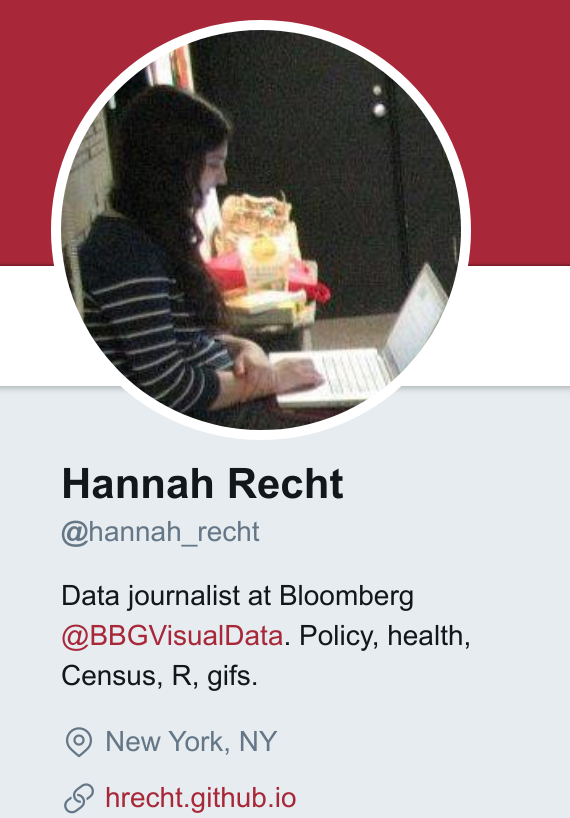 Hannah Recht
@hannah_recht
Data journalist at Bloomberg
@BBGVisualData. Policy, health,
Census, R, gifs.
New York, NY
hrecht.github.io